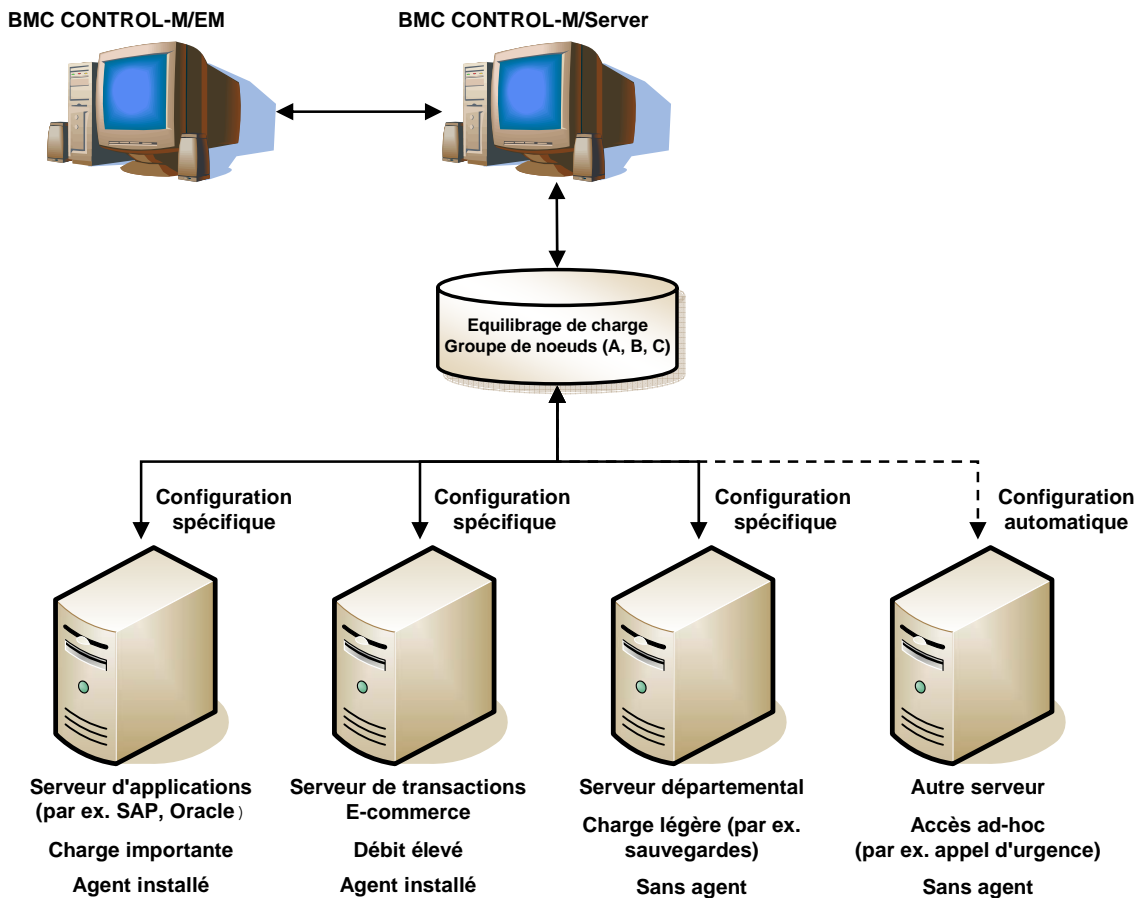 BMC CONTROL-M/EM
BMC CONTROL-M/Server
Equilibrage de charge
Groupe de noeuds (A, B, C)
Configuration
spécifique
Configuration
spécifique
Configuration
spécifique
Configuration
automatique
Serveur d'applications
(par ex. SAP, Oracle)
Charge importante
Agent installé
Serveur de transactions
E-commerce
Débit élevé
Agent installé
Serveur départemental
Charge légère (par ex.
sauvegardes)
Sans agent
Autre serveur
Accès ad-hoc
(par ex. appel d'urgence)
Sans agent